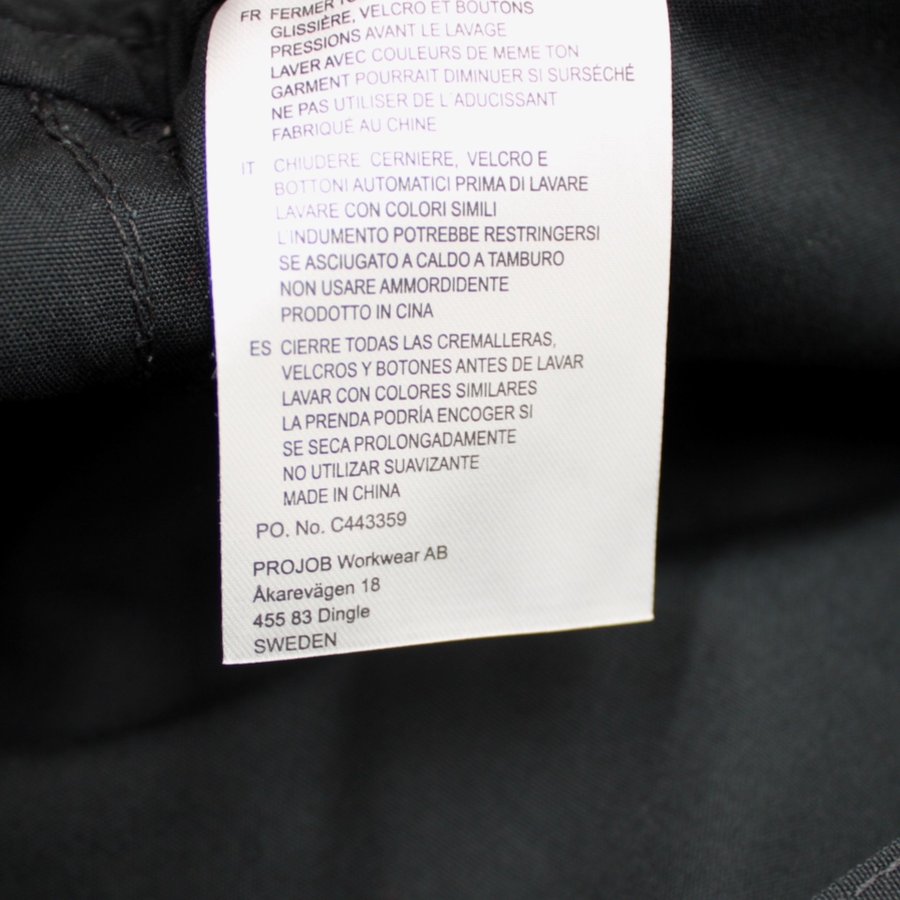 FR FERMER
GLISSIÈRE, VELCRO ET BOUTONS
PRESSIONS AVANT LE LAVAGE
LAVER AVEC COULEURS DE MEME TON
GARMENT POURRAIT DIMINUER SI SURSÉCHÉ
NE PAS UTILISER DE L´ADUCISSANT
FABRIQUÉ AU CHINE
IT CHIUDERE CERNIERE, VELCRO E
BOTTONI AUTOMATICI PRIMA DI LAVARE
LAVARE CON COLORI SIMILI
L'INDUMENTO POTREBBE RESTRINGERSI
SE ASCIUGATO A CALDO A TAMBURO
NON USARE AMMORDIDENTE
PRODOTTO IN CINA
ES CIERRE TODAS LAS CREMALLERAS,
VELCROS Y BOTONES ANTES DE LAVAR
LAVAR CON COLORES SIMILARES
LA PRENDA PODRÍA ENCOGER SI
SE SECA PROLONGADAMENTE
NO UTILIZAR SUAVIZANTE
MADE IN CHINA
PO. No. C443359
PROJOB Workwear AB
Åkarevägen 18
455 83 Dingle
SWEDEN